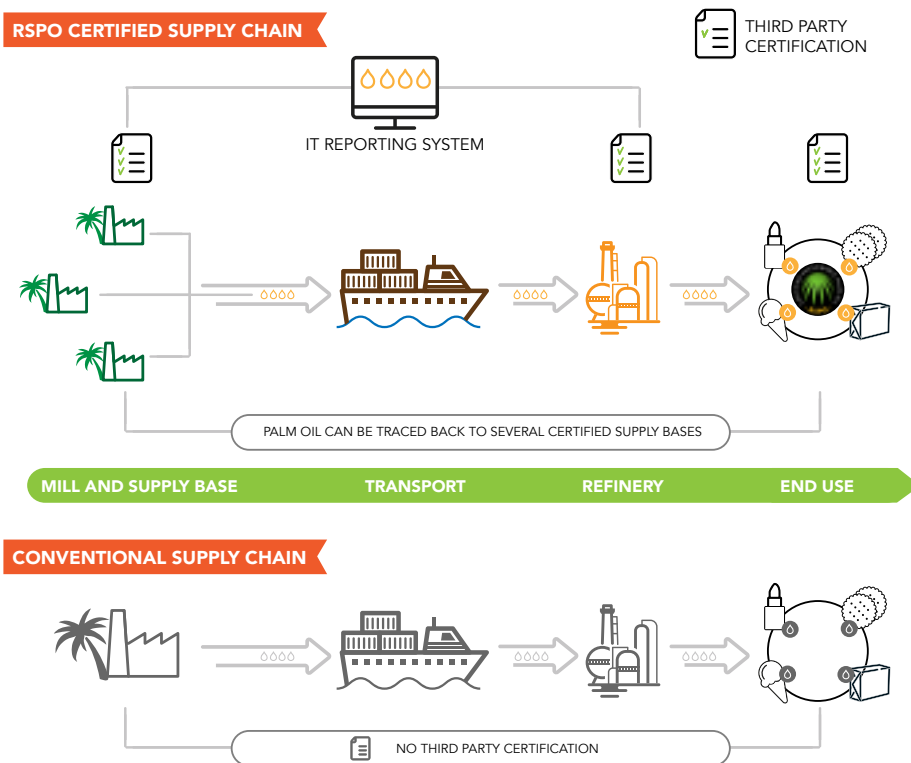 RSPO CERTIFIED SUPPLY CHAIN
THIRD PARTY
CERTIFICATION
IT REPORTING SYSTEM
PALM OIL CAN BE TRACED BACK TO SEVERAL CERTIFIED SUPPLY BASES
MILL AND SUPPLY BASE
TRANSPORT
REFINERY
END USE
CONVENTIONAL SUPPLY CHAIN
NO THIRD PARTY CERTIFICATION